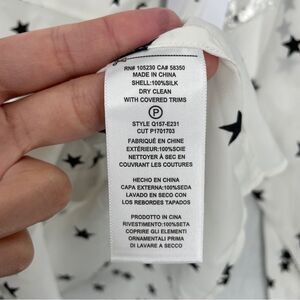 RN# 105230 CA# 58350
MADE IN CHINA
SHELL:100%SILK
DRY CLEAN
WITH COVERED TRIMS
P
STYLE Q157-E231
CUT P1701703
FABRIQUÉ EN CHINE
EXTÉRIEUR:100%SOIE
NETTOYER À SEC EN
COUVRANT LES COUTURES
HECHO EN CHINA
CAPA EXTERNA:100%SEDA
LAVADO EN SECO CON
LOS REBORDES TAPADOS
PRODOTTO IN CINA
RIVESTIMENTO:100%SETA
COPRIRE GLI ELEMENTI
ORNAMENTALI PRIMA
DI LAVARE A SECCO